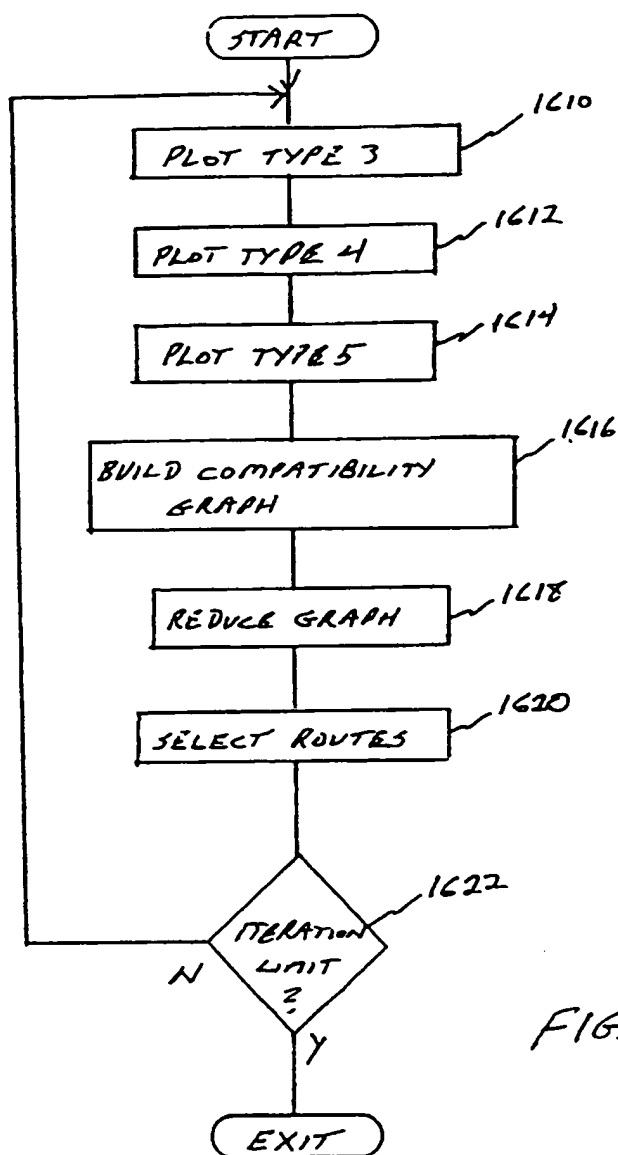 START
1610
PLOT TYPE 3
1612
PLOT TYPE 4
1614
PLOT TYPE 5
1616
BUILD COMPATIBILITY
GRAPH
1618
REDUCE GRAPH
1620
SELECT ROUTES
1622
ITERATION
LIMIT
?
N
Y
FIG.
EXIT